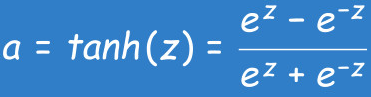 a = tanh(z) = (e^z − e^−z) / (e^z + e^−z)